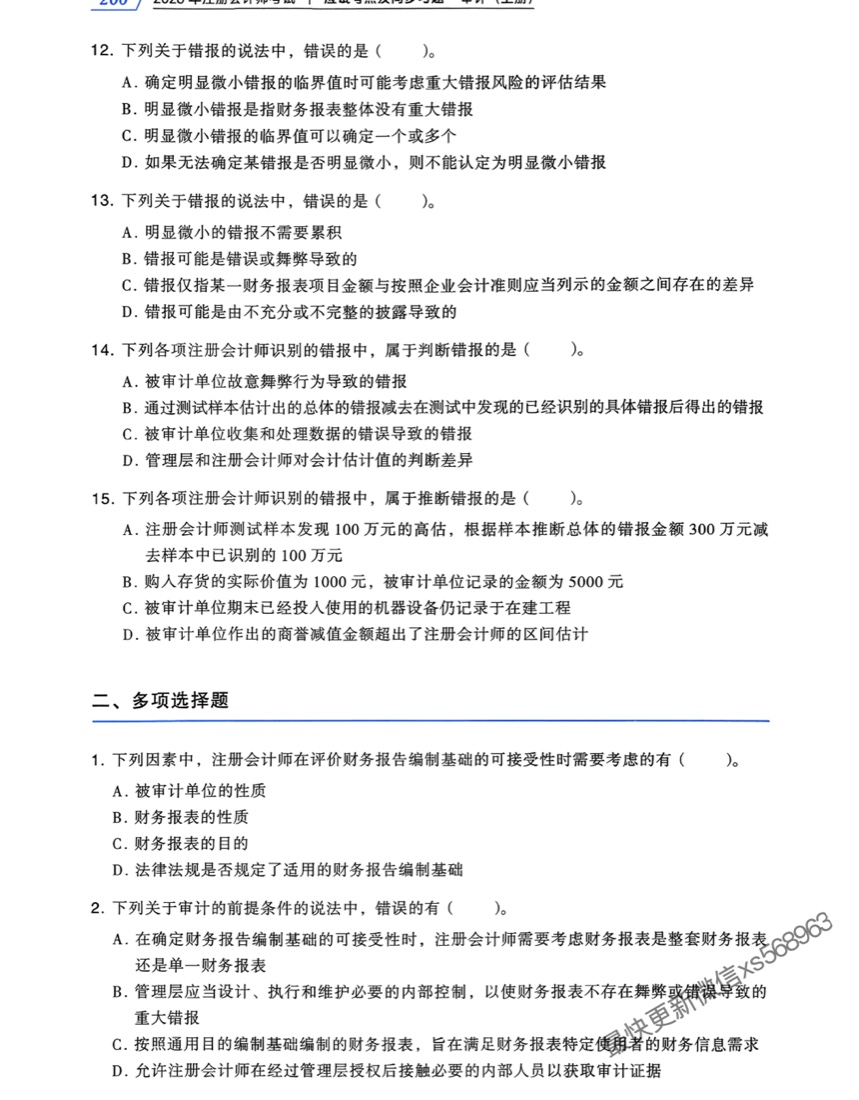 12. 下列关于错报的说法中，错误的是（　　）。
A. 确定明显微小错报的临界值时可能考虑重大错报风险的评估结果
B. 明显微小错报是指财务报表整体没有重大错报
C. 明显微小错报的临界值可以确定一个或多个
D. 如果无法确定某错报是否明显微小，则不能认定为明显微小错报
13. 下列关于错报的说法中，错误的是（　　）。
A. 明显微小的错报不需要累积
B. 错报可能是错误或舞弊导致的
C. 错报仅指某一财务报表项目金额与按照企业会计准则应当列示的金额之间存在的差异
D. 错报可能是由不充分或不完整的披露导致的
14. 下列各项注册会计师识别的错报中，属于判断错报的是（　　）。
A. 被审计单位故意舞弊行为导致的错报
B. 通过测试样本估计出的总体的错报减去在测试中发现的已经识别的具体错报后得出的错报
C. 被审计单位收集和处理数据的错误导致的错报
D. 管理层和注册会计师对会计估计值的判断差异
15. 下列各项注册会计师识别的错报中，属于推断错报的是（　　）。
A. 注册会计师测试样本发现 100 万元的高估，根据样本推断总体的错报金额 300 万元减
去样本中已识别的 100 万元
B. 购入存货的实际价值为 1000 元，被审计单位记录的金额为 5000 元
C. 被审计单位期末已经投入使用的机器设备仍记录于在建工程
D. 被审计单位作出的商誉减值金额超出了注册会计师的区间估计
二、多项选择题
1. 下列因素中，注册会计师在评价财务报告编制基础的可接受性时需要考虑的有（　　）。
A. 被审计单位的性质
B. 财务报表的性质
C. 财务报表的目的
D. 法律法规是否规定了适用的财务报告编制基础
2. 下列关于审计的前提条件的说法中，错误的有（　　）。
A. 在确定财务报告编制基础的可接受性时，注册会计师需要考虑财务报表是整套财务报表
还是单一财务报表
B. 管理层应当设计、执行和维护必要的内部控制，以使财务报表不存在舞弊或错误导致的
重大错报
C. 按照通用目的编制基础编制的财务报表，旨在满足财务报表特定使用者的财务信息需求
D. 允许注册会计师在经过管理层授权后接触必要的内部人员以获取审计证据
最快更新微信xs568963